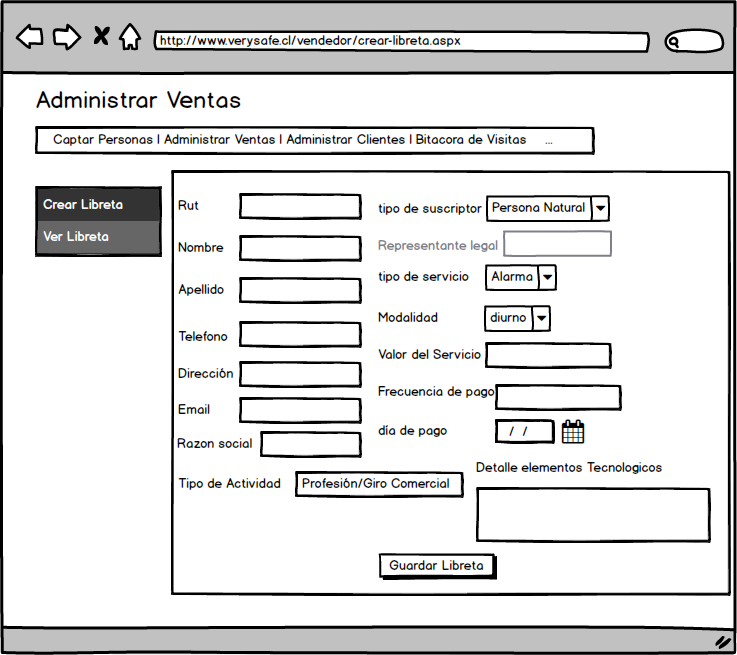 http://www.verysafe.cl/vendedor/crear-libreta.aspx
Administrar Ventas
Captar Personas | Administrar Ventas | Administrar Clientes | Bitacora de Visitas ...
Crear Libreta
Ver Libreta
Rut
Nombre
Apellido
Telefono
Dirección
Email
Razon social
Tipo de Actividad Profesión/Giro Comercial
tipo de suscriptor Persona Natural
Representante legal
tipo de servicio Alarma
Modalidad diurno
Valor del Servicio
Frecuencia de pago
día de pago / /
Detalle elementos Tecnologicos
Guardar Libreta